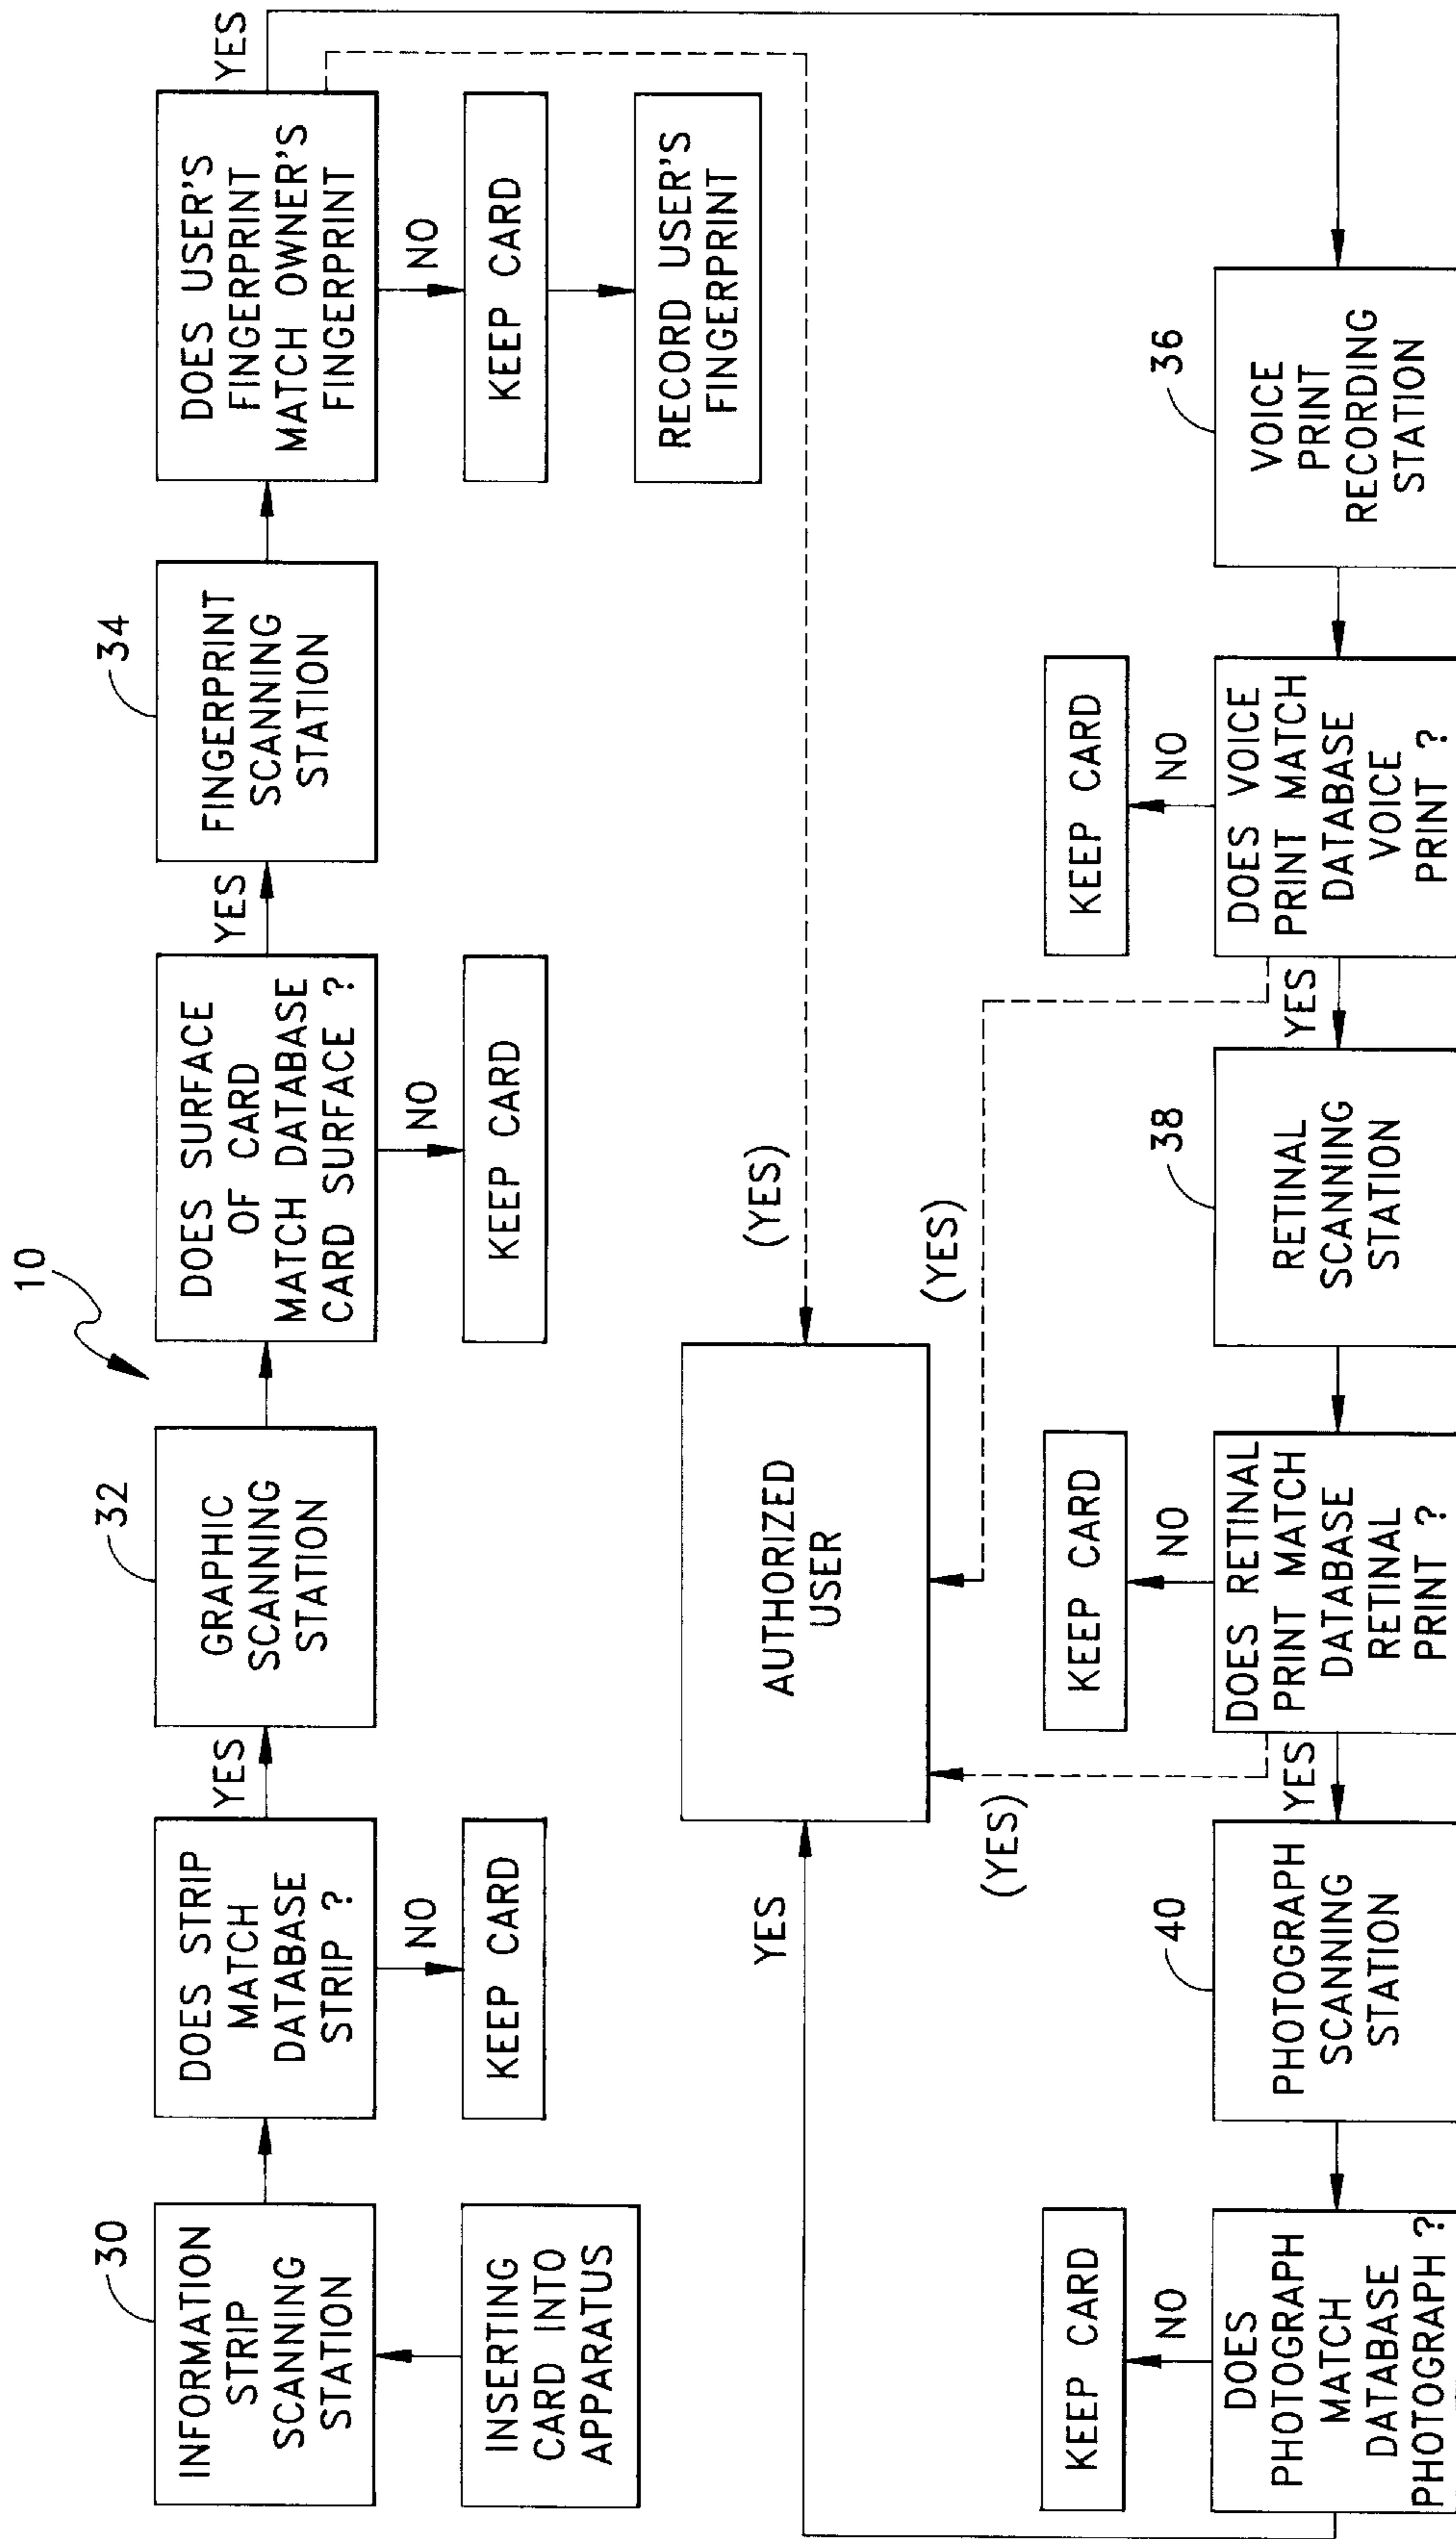 10
30
INFORMATION
STRIP
SCANNING
STATION
INSERTING
CARD INTO
APPARATUS
DOES STRIP
MATCH
DATABASE
STRIP ?
YES
NO
KEEP CARD
32
GRAPHIC
SCANNING
STATION
DOES SURFACE
OF CARD
MATCH DATABASE
CARD SURFACE ?
YES
NO
KEEP CARD
34
FINGERPRINT
SCANNING
STATION
DOES USER'S
FINGERPRINT
MATCH OWNER'S
FINGERPRINT
YES
NO
KEEP CARD
RECORD USER'S
FINGERPRINT
(YES)
AUTHORIZED
USER
YES
(YES)
(YES)
36
VOICE
PRINT
RECORDING
STATION
DOES VOICE
PRINT MATCH
DATABASE
VOICE
PRINT ?
NO
KEEP CARD
YES
38
RETINAL
SCANNING
STATION
DOES RETINAL
PRINT MATCH
DATABASE
RETINAL
PRINT ?
NO
KEEP CARD
YES
40
PHOTOGRAPH
SCANNING
STATION
DOES
PHOTOGRAPH
MATCH
DATABASE
PHOTOGRAPH ?
NO
KEEP CARD